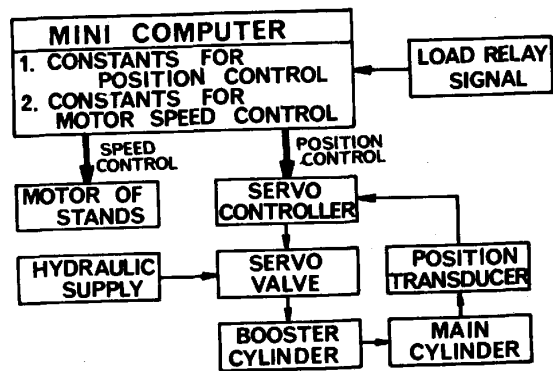 MINI COMPUTER
1. CONSTANTS FOR
POSITION CONTROL
2. CONSTANTS FOR
MOTOR SPEED CONTROL
LOAD RELAY
SIGNAL
SPEED
CONTROL
POSITION
CONTROL
MOTOR OF
STANDS
SERVO
CONTROLLER
HYDRAULIC
SUPPLY
SERVO
VALVE
POSITION
TRANSDUCER
BOOSTER
CYLINDER
MAIN
CYLINDER